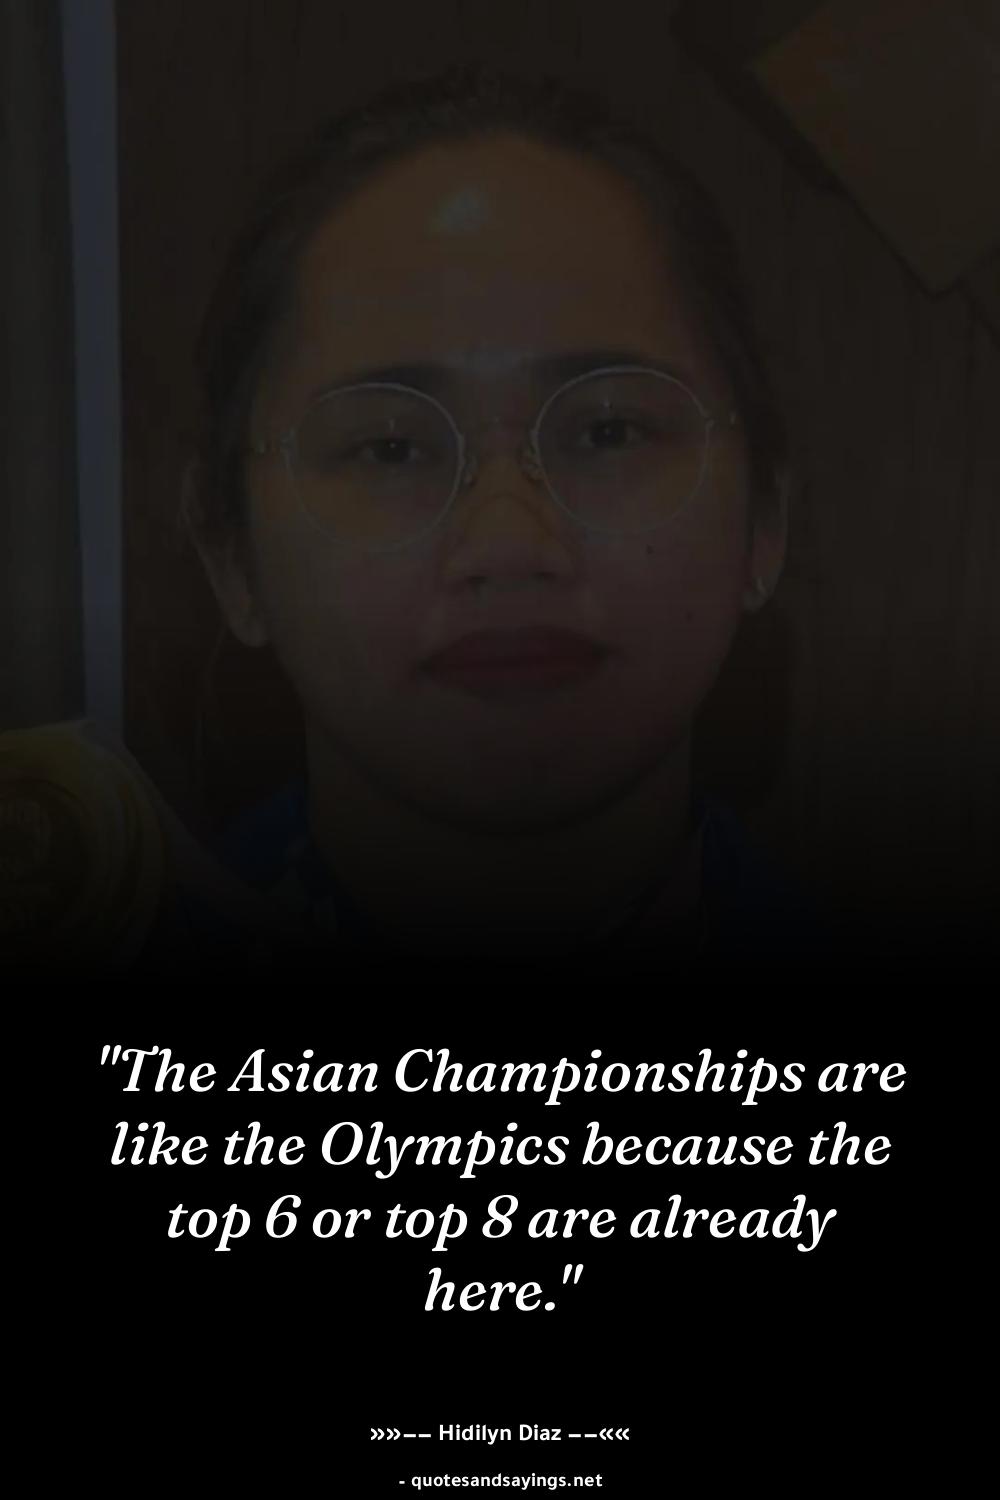 "The Asian Championships are
like the Olympics because the
top 6 or top 8 are already
here."
»»−− Hidilyn Diaz −−««
- quotesandsayings.net